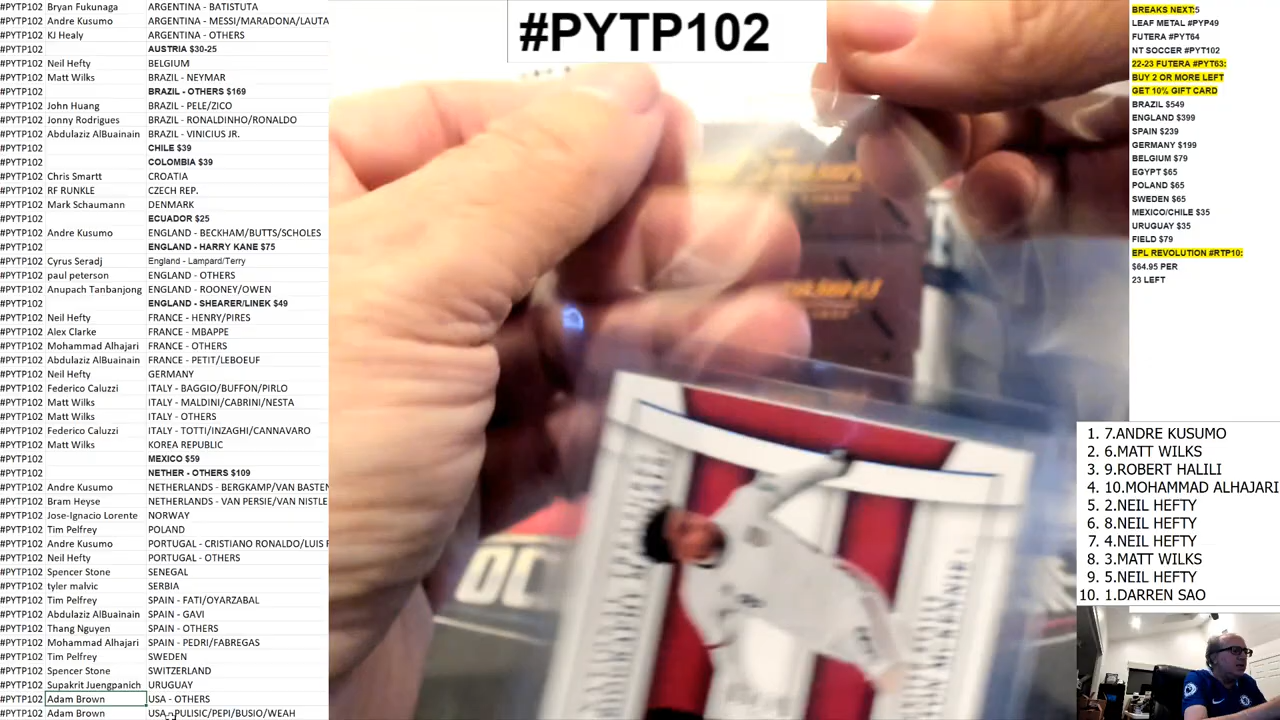 #PYTP102 Bryan Fukunaga ARGENTINA - BATISTUTA
#PYTP102 Andre Kusumo ARGENTINA - MESSI/MARADONA/LAUTA
#PYTP102 KJ Healy ARGENTINA - OTHERS
#PYTP102 AUSTRIA $30-25
#PYTP102 Neil Hefty BELGIUM
#PYTP102 Matt Wilks BRAZIL - NEYMAR
#PYTP102 BRAZIL - OTHERS $169
#PYTP102 John Huang BRAZIL - PELE/ZICO
#PYTP102 Jonny Rodrigues BRAZIL - RONALDINHO/RONALDO
#PYTP102 Abdulaziz AlBuainain BRAZIL - VINICIUS JR.
#PYTP102 CHILE $39
#PYTP102 COLOMBIA $39
#PYTP102 Chris Smartt CROATIA
#PYTP102 RF RUNKLE CZECH REP.
#PYTP102 Mark Schaumann DENMARK
#PYTP102 ECUADOR $25
#PYTP102 Andre Kusumo ENGLAND - BECKHAM/BUTTS/SCHOLES
#PYTP102 ENGLAND - HARRY KANE $75
#PYTP102 Cyrus Seradj England - Lampard/Terry
#PYTP102 paul peterson ENGLAND - OTHERS
#PYTP102 Anupach Tanbanjong ENGLAND - ROONEY/OWEN
#PYTP102 ENGLAND - SHEARER/LINEK $49
#PYTP102 Neil Hefty FRANCE - HENRY/PIRES
#PYTP102 Alex Clarke FRANCE - MBAPPE
#PYTP102 Mohammad Alhajari FRANCE - OTHERS
#PYTP102 Abdulaziz AlBuainain FRANCE - PETIT/LEBOEUF
#PYTP102 Neil Hefty GERMANY
#PYTP102 Federico Caluzzi ITALY - BAGGIO/BUFFON/PIRLO
#PYTP102 Matt Wilks ITALY - MALDINI/CABRINI/NESTA
#PYTP102 Matt Wilks ITALY - OTHERS
#PYTP102 Federico Caluzzi ITALY - TOTTI/INZAGHI/CANNAVARO
#PYTP102 Matt Wilks KOREA REPUBLIC
#PYTP102 MEXICO $59
#PYTP102 NETHER - OTHERS $109
#PYTP102 Andre Kusumo NETHERLANDS - BERGKAMP/VAN BASTEN
#PYTP102 Bram Heyse NETHERLANDS - VAN PERSIE/VAN NISTLE
#PYTP102 Jose-Ignacio Lorente NORWAY
#PYTP102 Tim Pelfrey POLAND
#PYTP102 Andre Kusumo PORTUGAL - CRISTIANO RONALDO/LUIS F
#PYTP102 Neil Hefty PORTUGAL - OTHERS
#PYTP102 Spencer Stone SENEGAL
#PYTP102 tyler malvic SERBIA
#PYTP102 Tim Pelfrey SPAIN - FATI/OYARZABAL
#PYTP102 Abdulaziz AlBuainain SPAIN - GAVI
#PYTP102 Thang Nguyen SPAIN - OTHERS
#PYTP102 Mohammad Alhajari SPAIN - PEDRI/FABREGAS
#PYTP102 Tim Pelfrey SWEDEN
#PYTP102 Spencer Stone SWITZERLAND
#PYTP102 Supakrit Juengpanich URUGUAY
#PYTP102 Adam Brown USA - OTHERS
#PYTP102 Adam Brown USA - PULISIC/PEPI/BUSIO/WEAH
#PYTP102
BREAKS NEXT:5
LEAF METAL #PYP49
FUTERA #PYT64
NT SOCCER #PYT102
22-23 FUTERA #PYT63:
BUY 2 OR MORE LEFT
GET 10% GIFT CARD
BRAZIL $549
ENGLAND $399
SPAIN $239
GERMANY $199
BELGIUM $79
EGYPT $65
POLAND $65
SWEDEN $65
MEXICO/CHILE $35
URUGUAY $35
FIELD $79
EPL REVOLUTION #RTP10:
$64.95 PER
23 LEFT
1. 7.ANDRE KUSUMO
2. 6.MATT WILKS
3. 9.ROBERT HALILI
4. 10.MOHAMMAD ALHAJARI
5. 2.NEIL HEFTY
6. 8.NEIL HEFTY
7. 4.NEIL HEFTY
8. 3.MATT WILKS
9. 5.NEIL HEFTY
10. 1.DARREN SAO